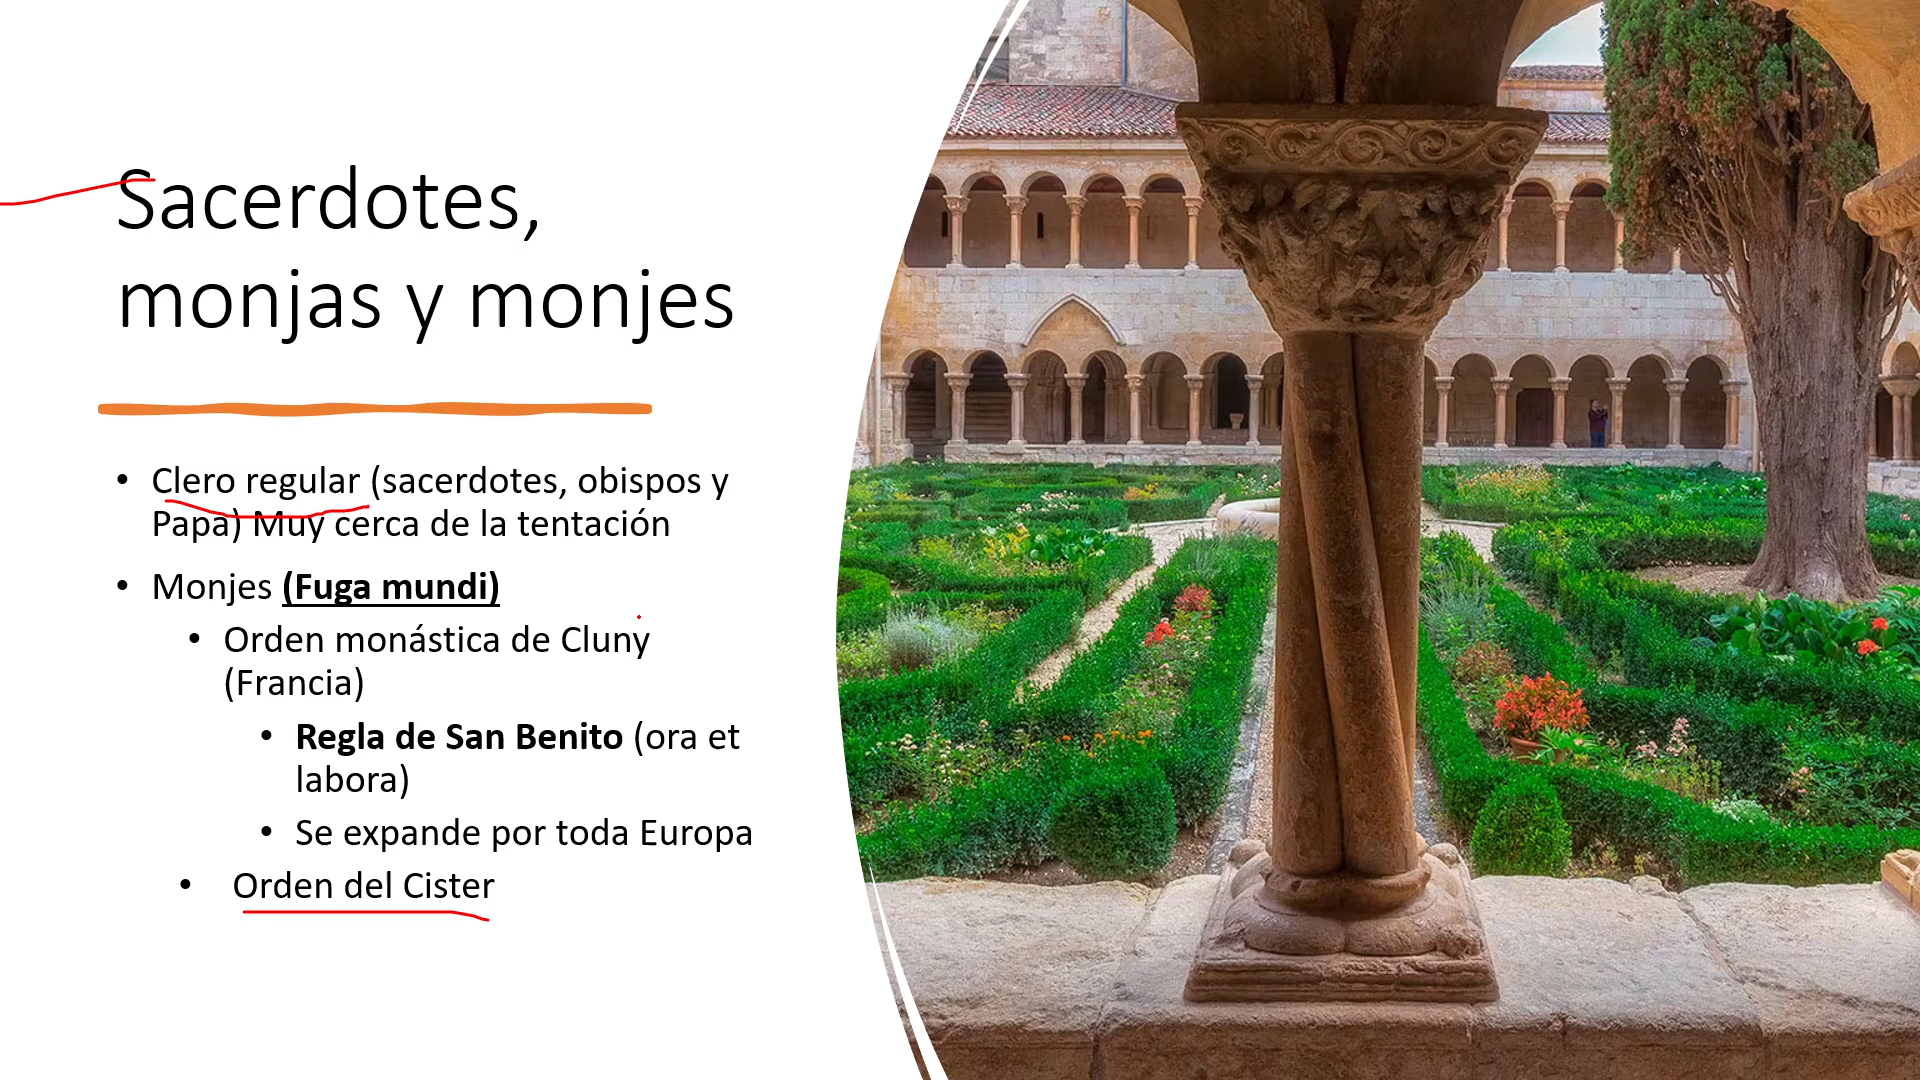 Sacerdotes,
monjas y monjes
• Clero regular (sacerdotes, obispos y
Papa) Muy cerca de la tentación
• Monjes (Fuga mundi)
• Orden monástica de Cluny
(Francia)
• Regla de San Benito (ora et
labora)
• Se expande por toda Europa
• Orden del Cister